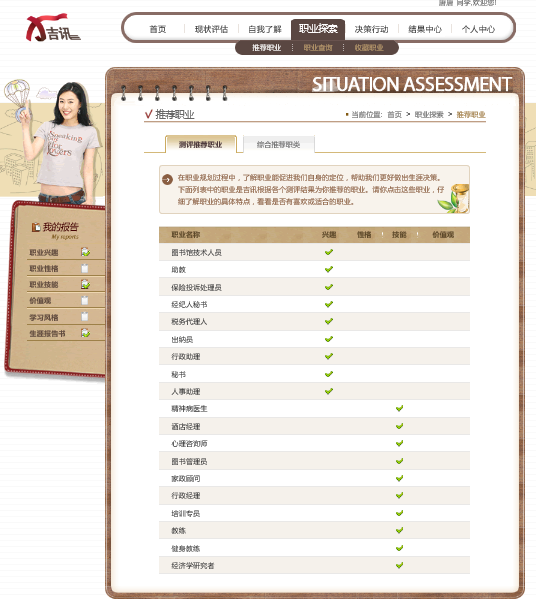 唐唐 同学,欢迎您!
吉讯
首页 现状评估 自我了解 职业探索 决策行动 结果中心 个人中心
推荐职业 职业查询 收藏职业
SITUATION ASSESSMENT
推荐职业
当前位置: 首页 > 职业探索 > 推荐职业
测评推荐职业 综合推荐职类
在职业规划过程中，了解职业能促进我们自身的定位，帮助我们更好做出生涯决策。
下面列表中的职业是吉讯根据各个测评结果为你推荐的职业。请你点击这些职业，仔
细了解职业的具体特点，看看是否有喜欢或适合的职业。
Speaking
for
lovers
我的报告
My reports
职业兴趣
职业性格
职业技能
价值观
学习风格
生涯报告书
职业名称 兴趣 性格 技能 价值观
图书馆技术人员
助教
保险投诉处理员
经纪人秘书
税务代理人
出纳员
行政助理
秘书
人事助理
精神病医生
酒店经理
心理咨询师
图书管理员
家政顾问
行政经理
培训专员
教练
健身教练
经济学研究者